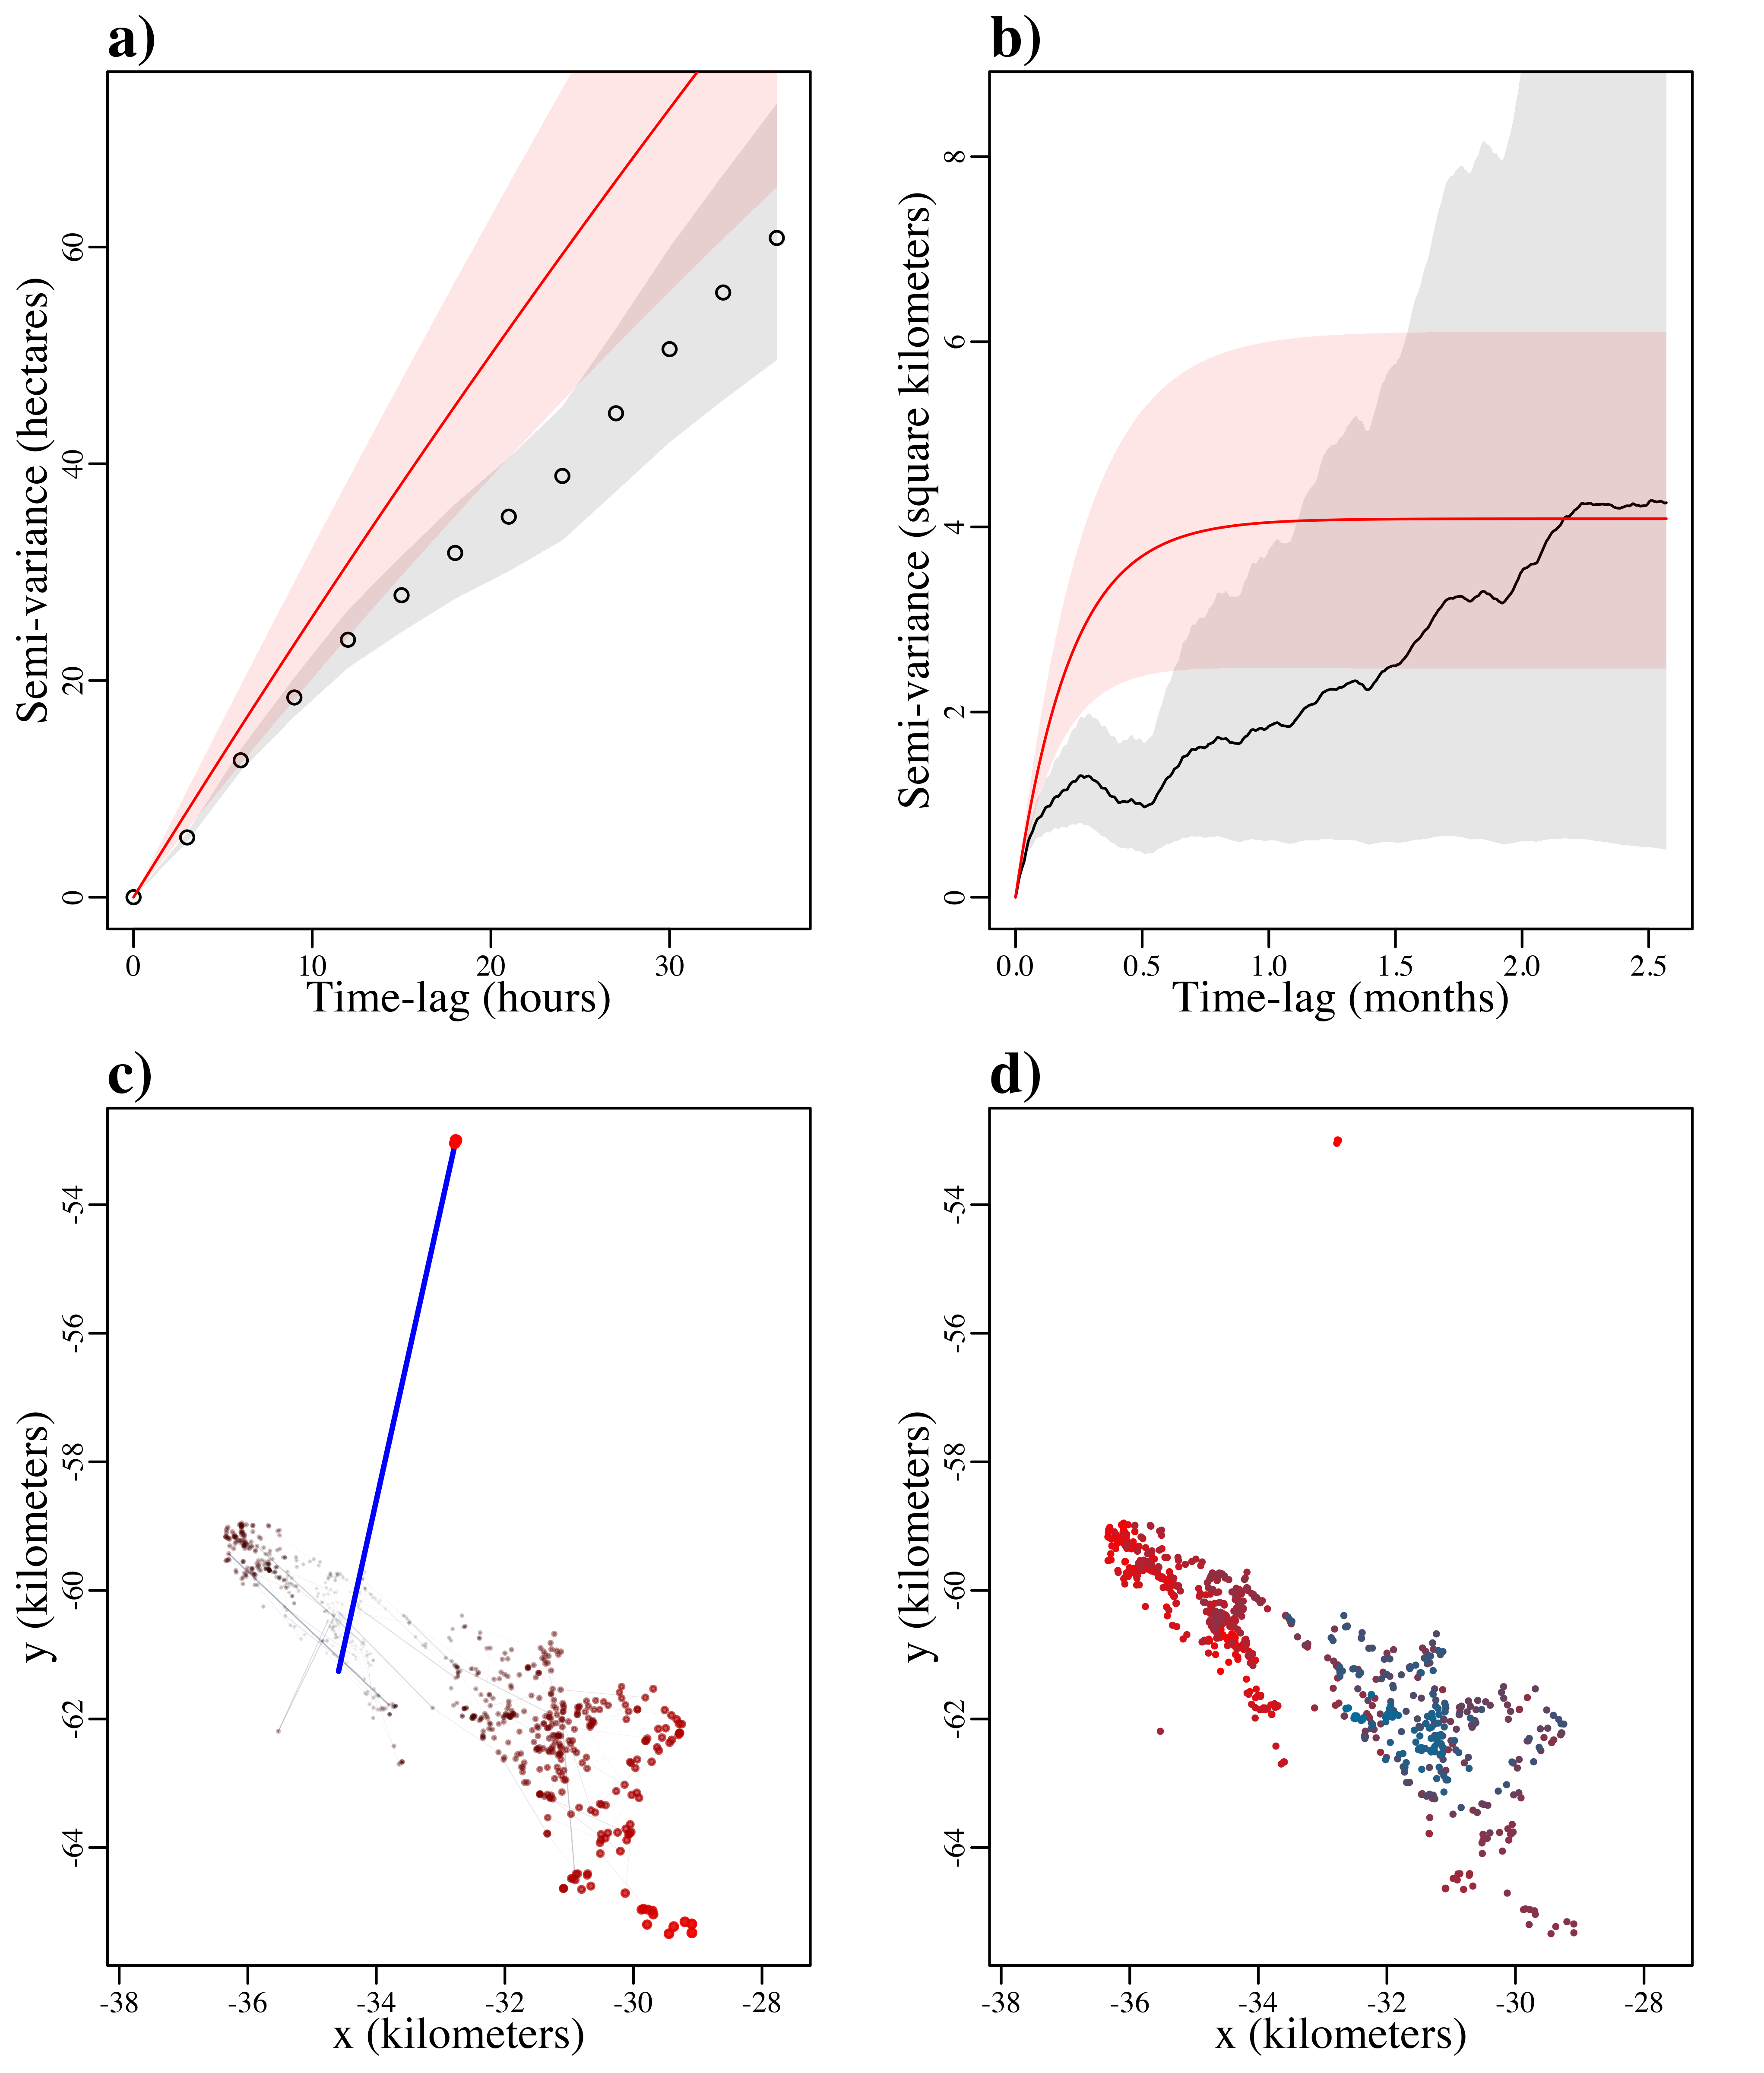 a)
Semi-variance (hectares)
60
40
20
0
0 10 20 30
Time-lag (hours)
b)
Semi-variance (square kilometers)
8
6
4
2
0
0.0 0.5 1.0 1.5 2.0 2.5
Time-lag (months)
c)
y (kilometers)
-54
-56
-58
-60
-62
-64
-38 -36 -34 -32 -30 -28
x (kilometers)
d)
y (kilometers)
-54
-56
-58
-60
-62
-64
-38 -36 -34 -32 -30 -28
x (kilometers)